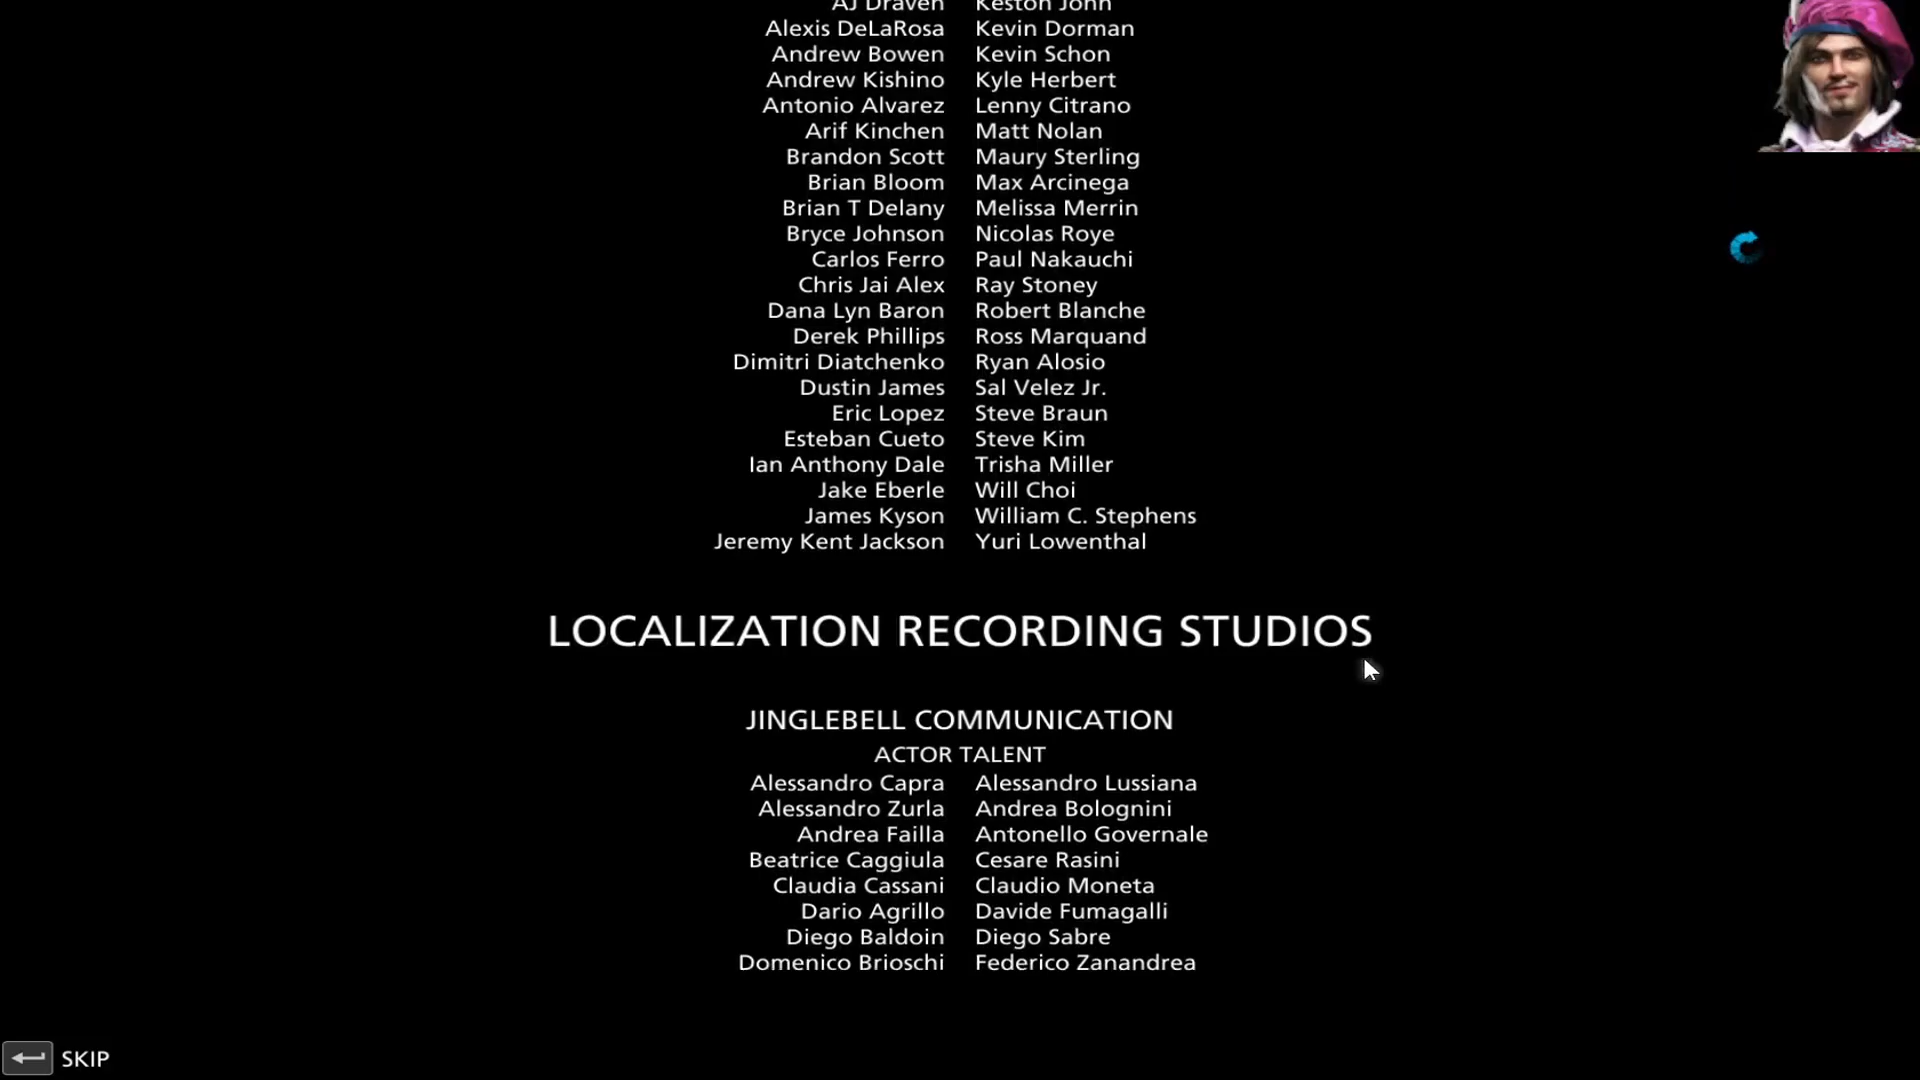 AJ Draven Keston John
Alexis DeLaRosa Kevin Dorman
Andrew Bowen Kevin Schon
Andrew Kishino Kyle Herbert
Antonio Alvarez Lenny Citrano
Arif Kinchen Matt Nolan
Brandon Scott Maury Sterling
Brian Bloom Max Arcinega
Brian T Delany Melissa Merrin
Bryce Johnson Nicolas Roye
Carlos Ferro Paul Nakauchi
Chris Jai Alex Ray Stoney
Dana Lyn Baron Robert Blanche
Derek Phillips Ross Marquand
Dimitri Diatchenko Ryan Alosio
Dustin James Sal Velez Jr.
Eric Lopez Steve Braun
Esteban Cueto Steve Kim
Ian Anthony Dale Trisha Miller
Jake Eberle Will Choi
James Kyson William C. Stephens
Jeremy Kent Jackson Yuri Lowenthal
LOCALIZATION RECORDING STUDIOS
JINGLEBELL COMMUNICATION
ACTOR TALENT
Alessandro Capra Alessandro Lussiana
Alessandro Zurla Andrea Bolognini
Andrea Failla Antonello Governale
Beatrice Caggiula Cesare Rasini
Claudia Cassani Claudio Moneta
Dario Agrillo Davide Fumagalli
Diego Baldoin Diego Sabre
Domenico Brioschi Federico Zanandrea
SKIP